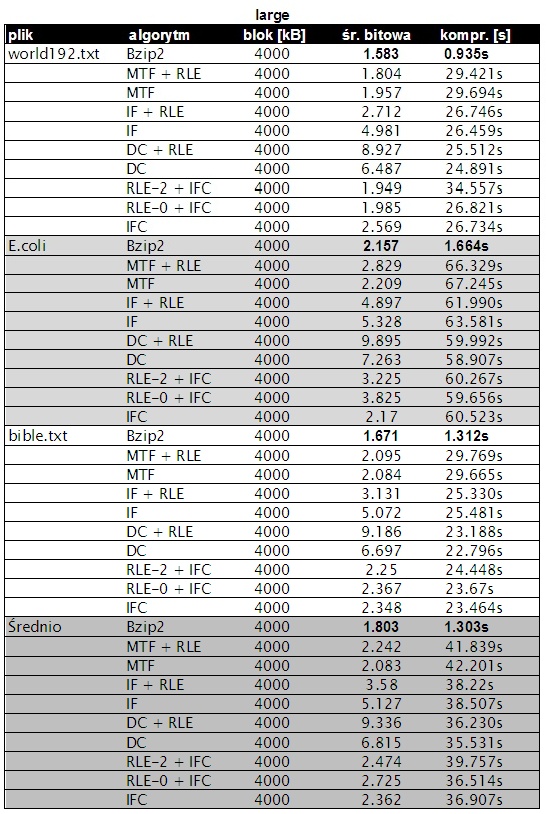 large
plik algorytm blok [kB] śr. bitowa kompr. [s]
world192.txt Bzip2 4000 1.583 0.935s
MTF + RLE 4000 1.804 29.421s
MTF 4000 1.957 29.694s
IF + RLE 4000 2.712 26.746s
IF 4000 4.981 26.459s
DC + RLE 4000 8.927 25.512s
DC 4000 6.487 24.891s
RLE-2 + IFC 4000 1.949 34.557s
RLE-0 + IFC 4000 1.985 26.821s
IFC 4000 2.569 26.734s
E.coli Bzip2 4000 2.157 1.664s
MTF + RLE 4000 2.829 66.329s
MTF 4000 2.209 67.245s
IF + RLE 4000 4.897 61.990s
IF 4000 5.328 63.581s
DC + RLE 4000 9.895 59.992s
DC 4000 7.263 58.907s
RLE-2 + IFC 4000 3.225 60.267s
RLE-0 + IFC 4000 3.825 59.656s
IFC 4000 2.17 60.523s
bible.txt Bzip2 4000 1.671 1.312s
MTF + RLE 4000 2.095 29.769s
MTF 4000 2.084 29.665s
IF + RLE 4000 3.131 25.330s
IF 4000 5.072 25.481s
DC + RLE 4000 9.186 23.188s
DC 4000 6.697 22.796s
RLE-2 + IFC 4000 2.25 24.448s
RLE-0 + IFC 4000 2.367 23.67s
IFC 4000 2.348 23.464s
Średnio Bzip2 4000 1.803 1.303s
MTF + RLE 4000 2.242 41.839s
MTF 4000 2.083 42.201s
IF + RLE 4000 3.58 38.22s
IF 4000 5.127 38.507s
DC + RLE 4000 9.336 36.230s
DC 4000 6.815 35.531s
RLE-2 + IFC 4000 2.474 39.757s
RLE-0 + IFC 4000 2.725 36.514s
IFC 4000 2.362 36.907s